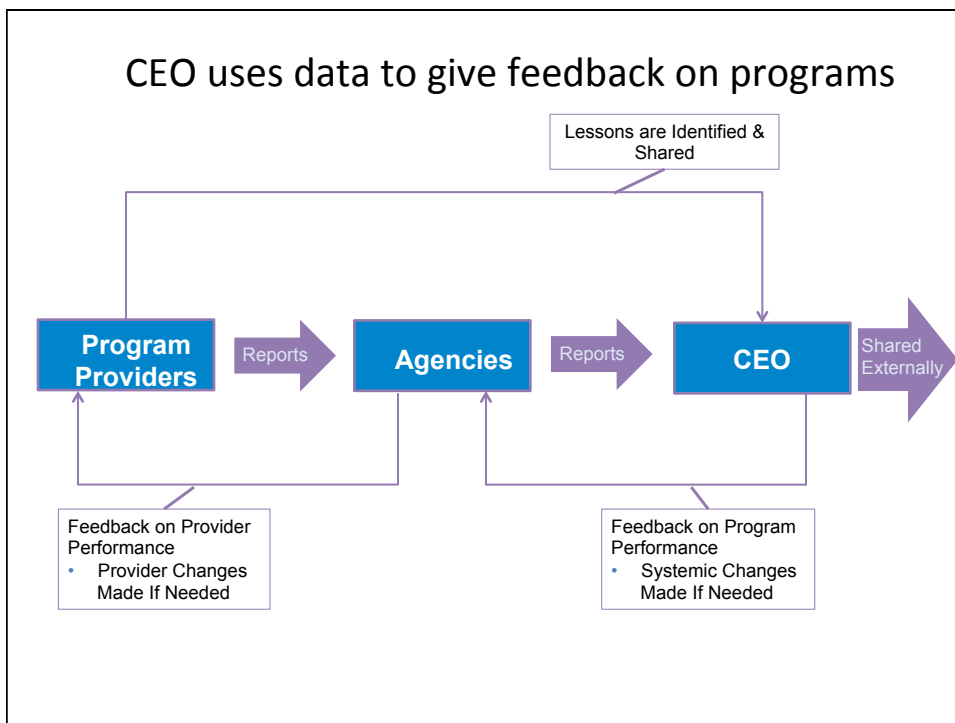 CEO uses data to give feedback on programs
Lessons are Identified &
Shared
Program
Providers
Reports
Agencies
Reports
CEO
Shared
Externally
Feedback on Provider
Performance
• Provider Changes
Made If Needed
Feedback on Program
Performance
• Systemic Changes
Made If Needed